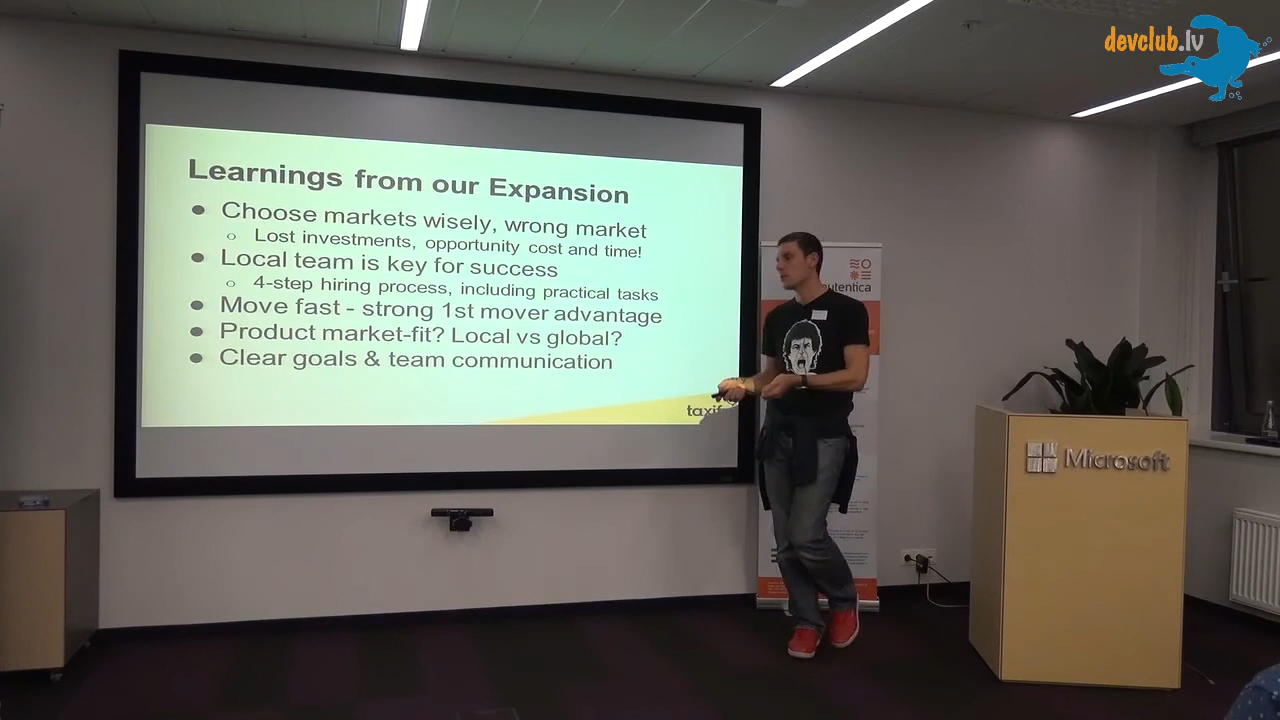 devclub.lv
Learnings from our Expansion
● Choose markets wisely, wrong market
○ Lost investments, opportunity cost and time!
● Local team is key for success
○ 4-step hiring process, including practical tasks
● Move fast - strong 1st mover advantage
● Product market-fit? Local vs global?
● Clear goals & team communication
taxif
autentica
Microsoft